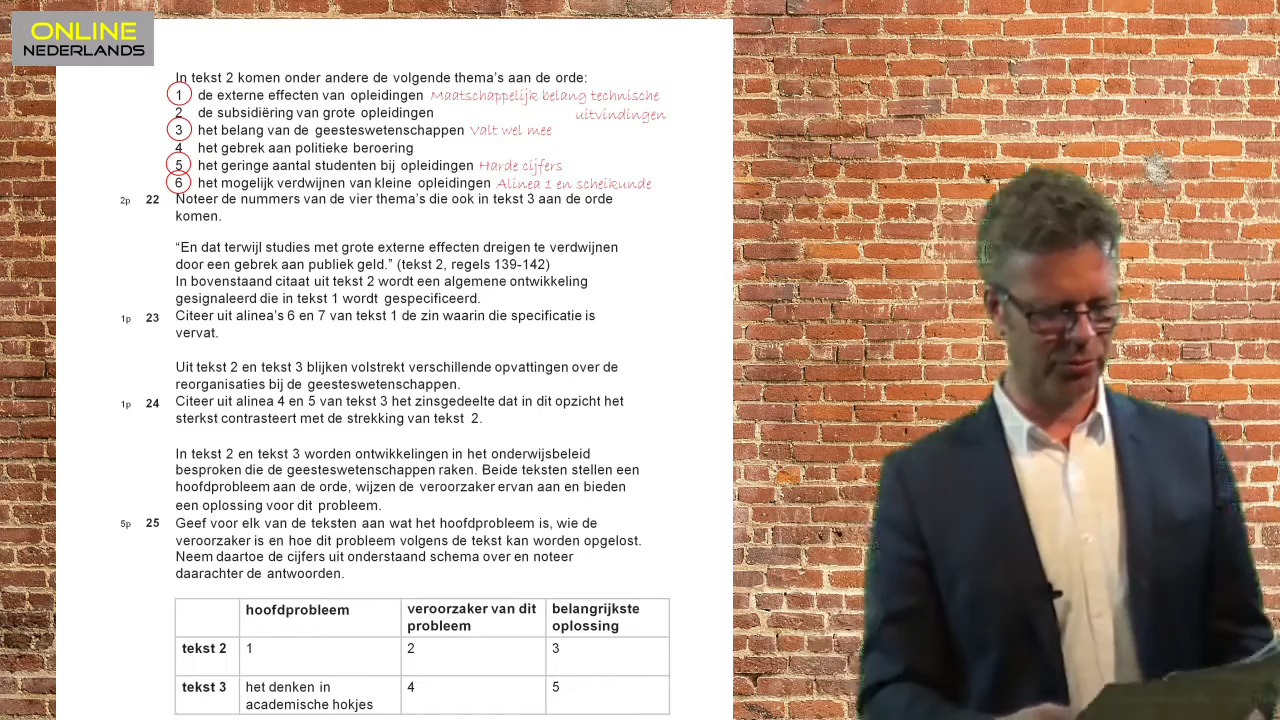 ONLINE
NEDERLANDS
In tekst 2 komen onder andere de volgende thema's aan de orde:
1 de externe effecten van opleidingen Maatschappelijk belang technische
2 de subsidiëring van grote opleidingen uitvindingen
3 het belang van de geesteswetenschappen Valt wel mee
4 het gebrek aan politieke beroering
5 het geringe aantal studenten bij opleidingen Harde cijfers
6 het mogelijk verdwijnen van kleine opleidingen Alinea 1 en scheikunde
2p 22 Noteer de nummers van de vier thema's die ook in tekst 3 aan de orde
komen.
“En dat terwijl studies met grote externe effecten dreigen te verdwijnen
door een gebrek aan publiek geld.” (tekst 2, regels 139-142)
In bovenstaand citaat uit tekst 2 wordt een algemene ontwikkeling
gesignaleerd die in tekst 1 wordt gespecificeerd.
1p 23 Citeer uit alinea's 6 en 7 van tekst 1 de zin waarin die specificatie is
vervat.
Uit tekst 2 en tekst 3 blijken volstrekt verschillende opvattingen over de
reorganisaties bij de geesteswetenschappen.
1p 24 Citeer uit alinea 4 en 5 van tekst 3 het zinsgedeelte dat in dit opzicht het
sterkst contrasteert met de strekking van tekst 2.
In tekst 2 en tekst 3 worden ontwikkelingen in het onderwijsbeleid
besproken die de geesteswetenschappen raken. Beide teksten stellen een
hoofdprobleem aan de orde, wijzen de veroorzaker ervan aan en bieden
een oplossing voor dit probleem.
5p 25 Geef voor elk van de teksten aan wat het hoofdprobleem is, wie de
veroorzaker is en hoe dit probleem volgens de tekst kan worden opgelost.
Neem daartoe de cijfers uit onderstaand schema over en noteer
daarachter de antwoorden.
hoofdprobleem veroorzaker van dit belangrijkste
probleem oplossing
tekst 2 1 2 3
tekst 3 het denken in 4 5
academische hokjes